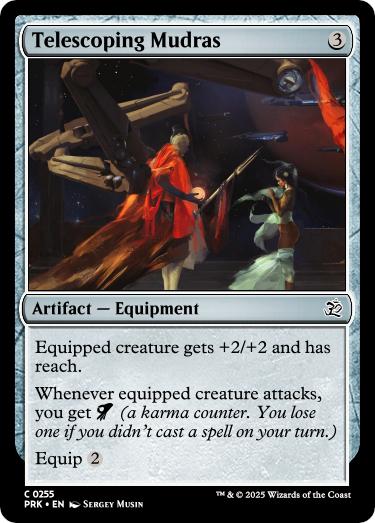 Telescoping Mudras 3
Artifact — Equipment
Equipped creature gets +2/+2 and has
reach.
Whenever equipped creature attacks,
you get (a karma counter. You lose
one if you didn't cast a spell on your turn.)
Equip 2
C 0255
PRK • EN Sergey Musin
™ & © 2025 Wizards of the Coast